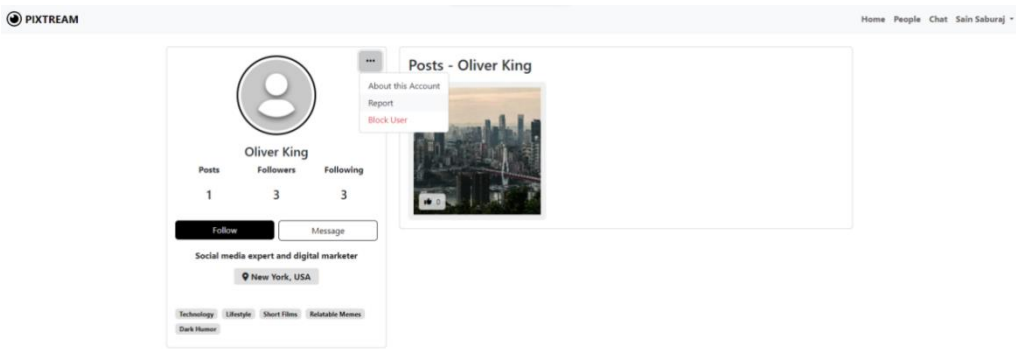 PIXTREAM
Home People Chat Sain Saburaj
...
About this Account
Report
Block User
Oliver King
Posts Followers Following
1 3 3
Follow Message
Social media expert and digital marketer
New York, USA
Technology Lifestyle Short Films Relatable Memes
Dark Humor
Posts - Oliver King
0